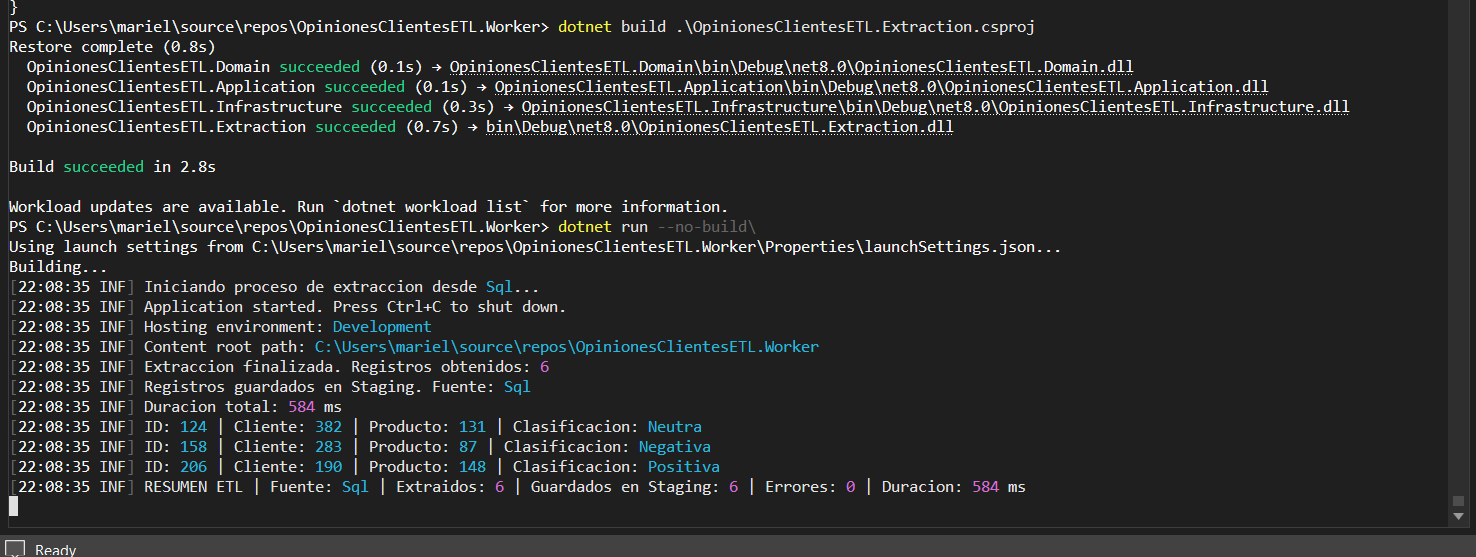 }
PS C:\Users\mariel\source\repos\OpinionesClientesETL.Worker> dotnet build .\OpinionesClientesETL.Extraction.csproj
Restore complete (0.8s)
  OpinionesClientesETL.Domain succeeded (0.1s) → OpinionesClientesETL.Domain\bin\Debug\net8.0\OpinionesClientesETL.Domain.dll
  OpinionesClientesETL.Application succeeded (0.1s) → OpinionesClientesETL.Application\bin\Debug\net8.0\OpinionesClientesETL.Application.dll
  OpinionesClientesETL.Infrastructure succeeded (0.3s) → OpinionesClientesETL.Infrastructure\bin\Debug\net8.0\OpinionesClientesETL.Infrastructure.dll
  OpinionesClientesETL.Extraction succeeded (0.7s) → bin\Debug\net8.0\OpinionesClientesETL.Extraction.dll
Build succeeded in 2.8s
Workload updates are available. Run `dotnet workload list` for more information.
PS C:\Users\mariel\source\repos\OpinionesClientesETL.Worker> dotnet run --no-build\
Using launch settings from C:\Users\mariel\source\repos\OpinionesClientesETL.Worker\Properties\launchSettings.json...
Building...
[22:08:35 INF] Iniciando proceso de extraccion desde Sql...
[22:08:35 INF] Application started. Press Ctrl+C to shut down.
[22:08:35 INF] Hosting environment: Development
[22:08:35 INF] Content root path: C:\Users\mariel\source\repos\OpinionesClientesETL.Worker
[22:08:35 INF] Extraccion finalizada. Registros obtenidos: 6
[22:08:35 INF] Registros guardados en Staging. Fuente: Sql
[22:08:35 INF] Duracion total: 584 ms
[22:08:35 INF] ID: 124 | Cliente: 382 | Producto: 131 | Clasificacion: Neutra
[22:08:35 INF] ID: 158 | Cliente: 283 | Producto: 87 | Clasificacion: Negativa
[22:08:35 INF] ID: 206 | Cliente: 190 | Producto: 148 | Clasificacion: Positiva
[22:08:35 INF] RESUMEN ETL | Fuente: Sql | Extraidos: 6 | Guardados en Staging: 6 | Errores: 0 | Duracion: 584 ms
Ready